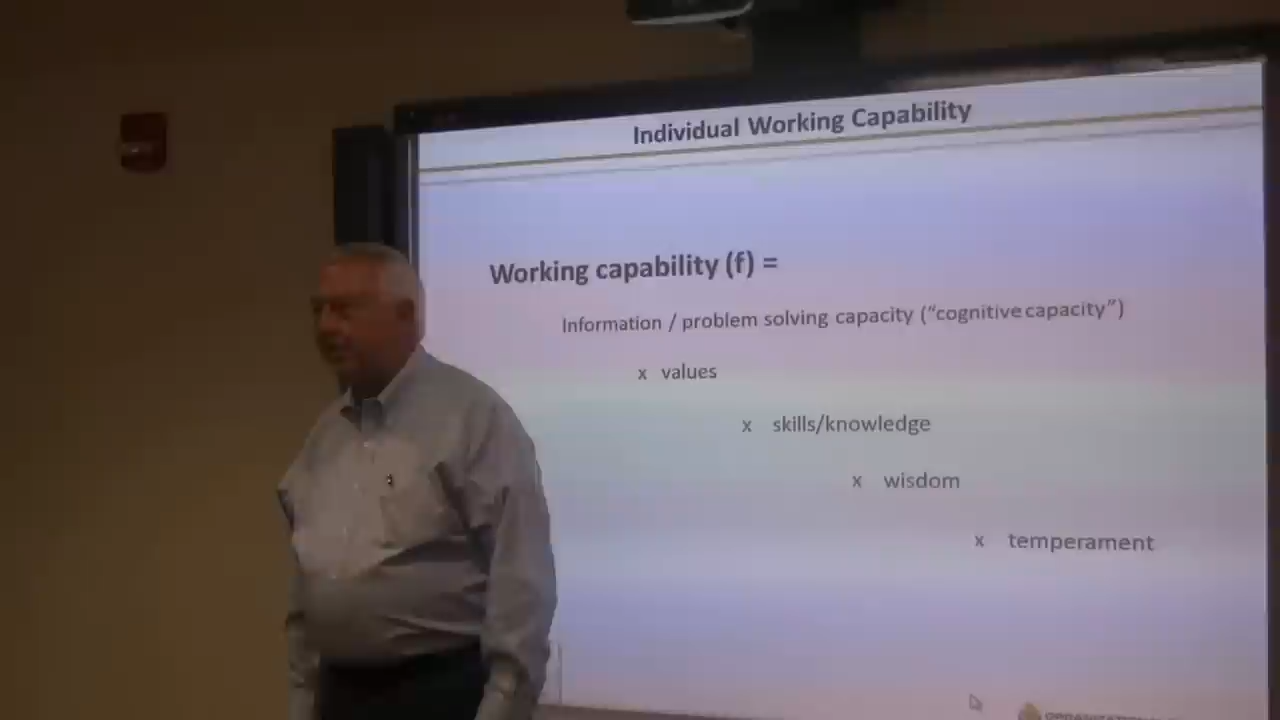 Individual Working Capability
Working capability (f) =
Information / problem solving capacity (“cognitive capacity”)
x values
x skills/knowledge
x wisdom
x temperament